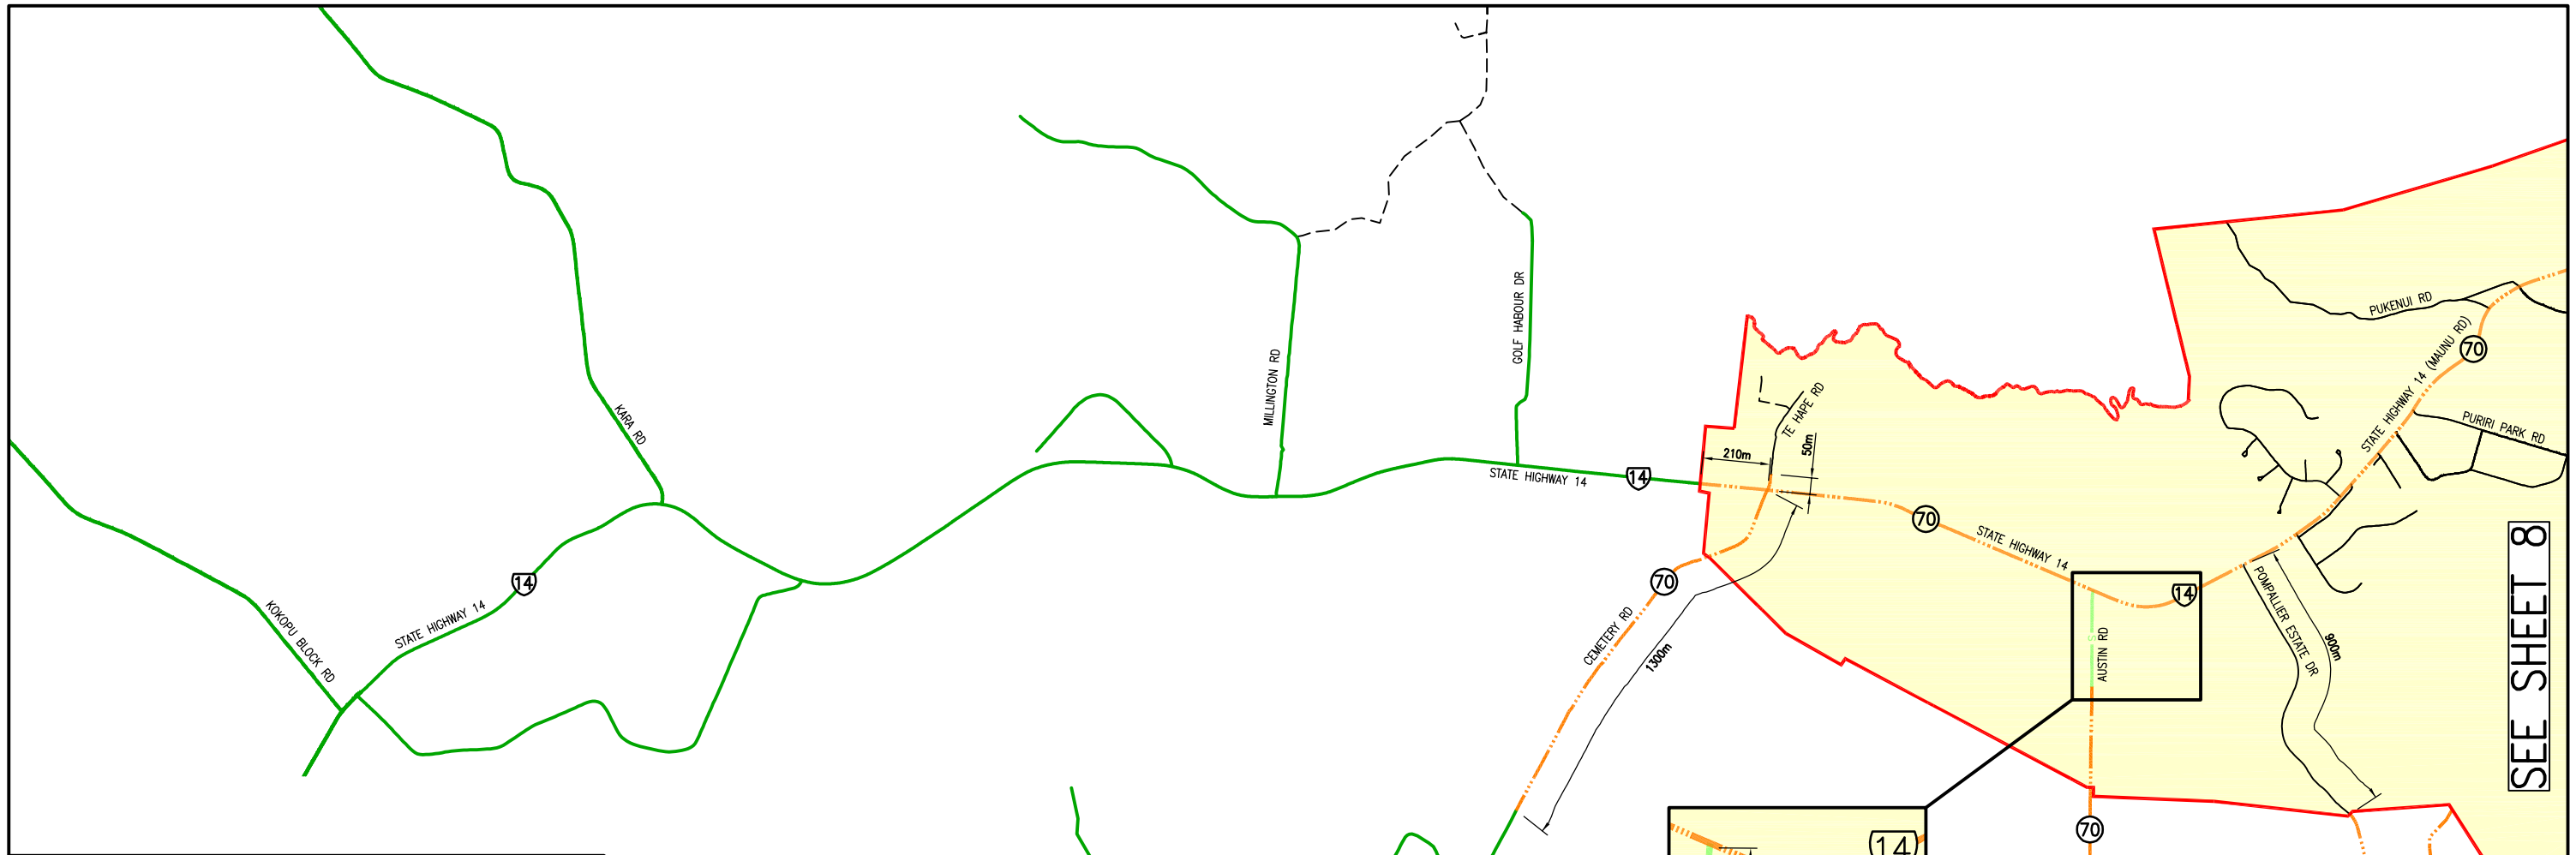 KARA RD
KOKOPU BLOCK RD
STATE HIGHWAY 14
14
MILLINGTON RD
GOLF HABOUR DR
STATE HIGHWAY 14
14
210m
50m
TE HAPE RD
70
CEMETERY RD
1300m
70
STATE HIGHWAY 14
14
AUSTIN RD
POMPALLIER ESTATE DR
900m
PUKENUI RD
STATE HIGHWAY 14 (MAUNU RD)
70
PURIRI PARK RD
SEE SHEET 8
70
14